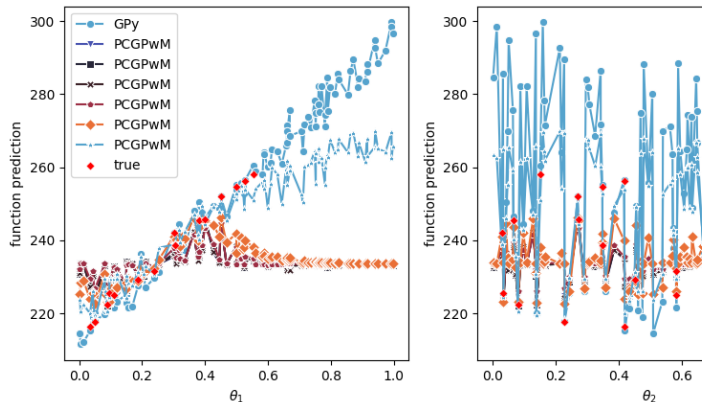 300
280
260
240
220
function prediction
GPy
PCGPwM
PCGPwM
PCGPwM
PCGPwM
PCGPwM
PCGPwM
true
0.0 0.2 0.4 0.6 0.8 1.0
θ1
300
280
260
240
220
function prediction
0.0 0.2 0.4 0.6
θ2